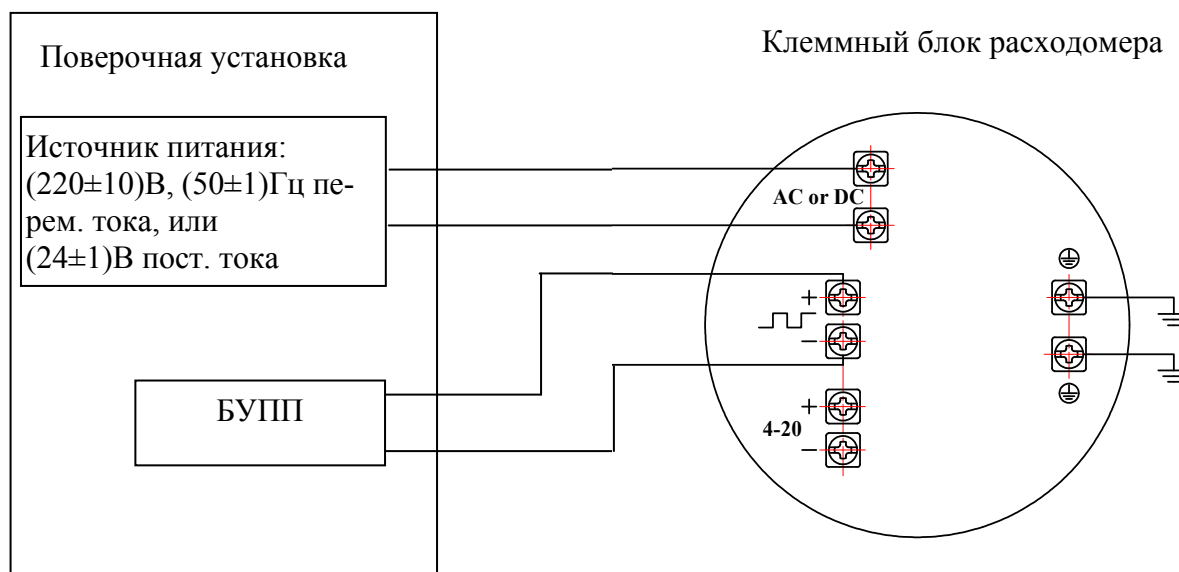 Поверочная установка
Клеммный блок расходомера
Источник питания:
(220±10)В, (50±1)Гц пе-
рем. тока, или
(24±1)В пост. тока
AC or DC
+
−
БУПП
+
4-20
−